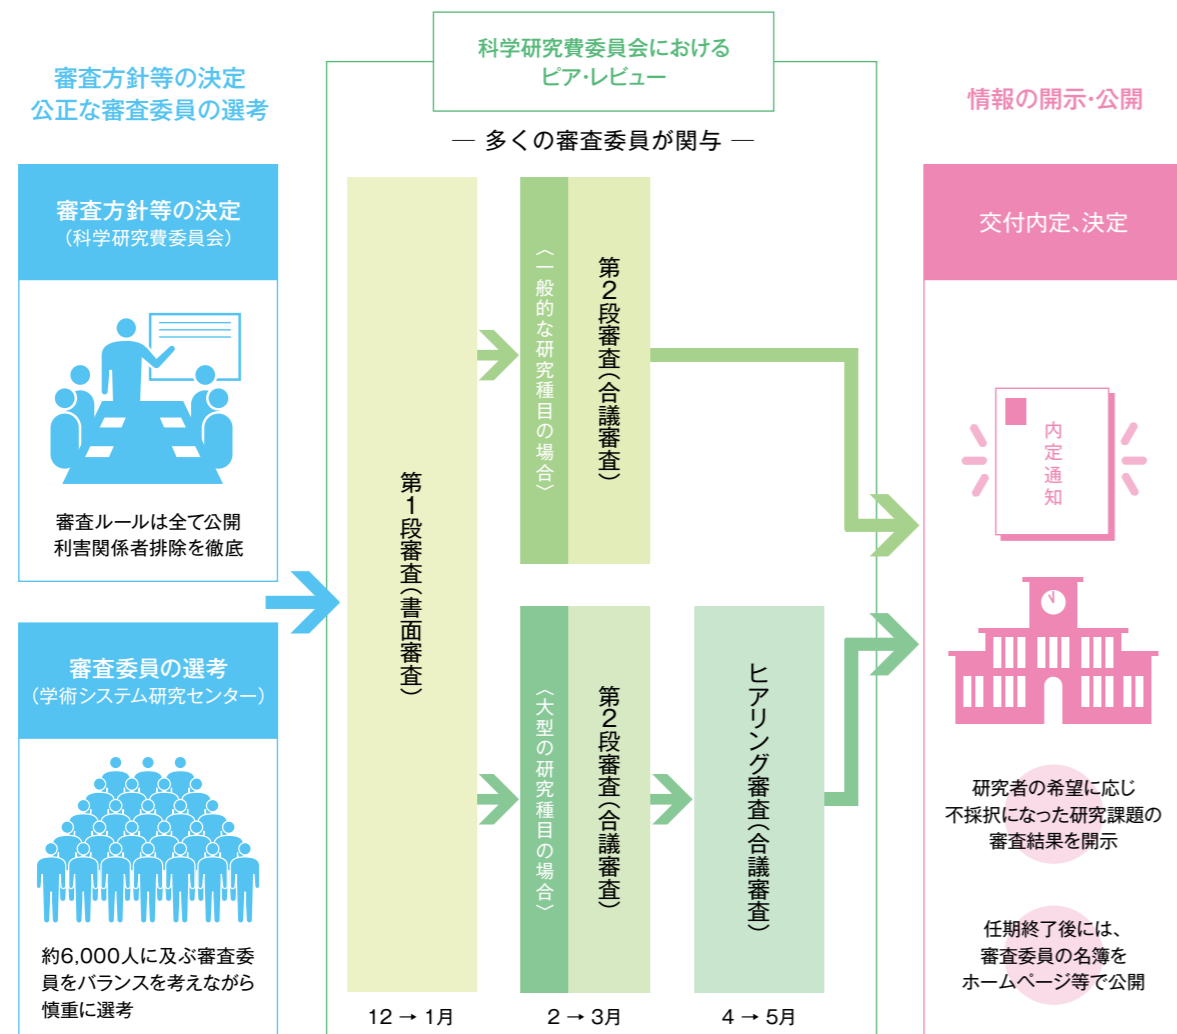 審査方針等の決定
公正な審査委員の選考
審査方針等の決定
（科学研究費委員会）
審査ルールは全て公開
利害関係者排除を徹底
審査委員の選考
（学術システム研究センター）
約6,000人に及ぶ審査委
員をバランスを考えながら
慎重に選考
科学研究費委員会における
ピア・レビュー
― 多くの審査委員が関与 ―
第1段審査（書面審査）
〈一般的な研究種目の場合〉
第2段審査（合議審査）
〈大型の研究種目の場合〉
第2段審査（合議審査）
ヒアリング審査（合議審査）
12 → 1月
2 → 3月
4 → 5月
情報の開示・公開
交付内定、決定
内定通知
研究者の希望に応じ
不採択になった研究課題の
審査結果を開示
任期終了後には、
審査委員の名簿を
ホームページ等で公開